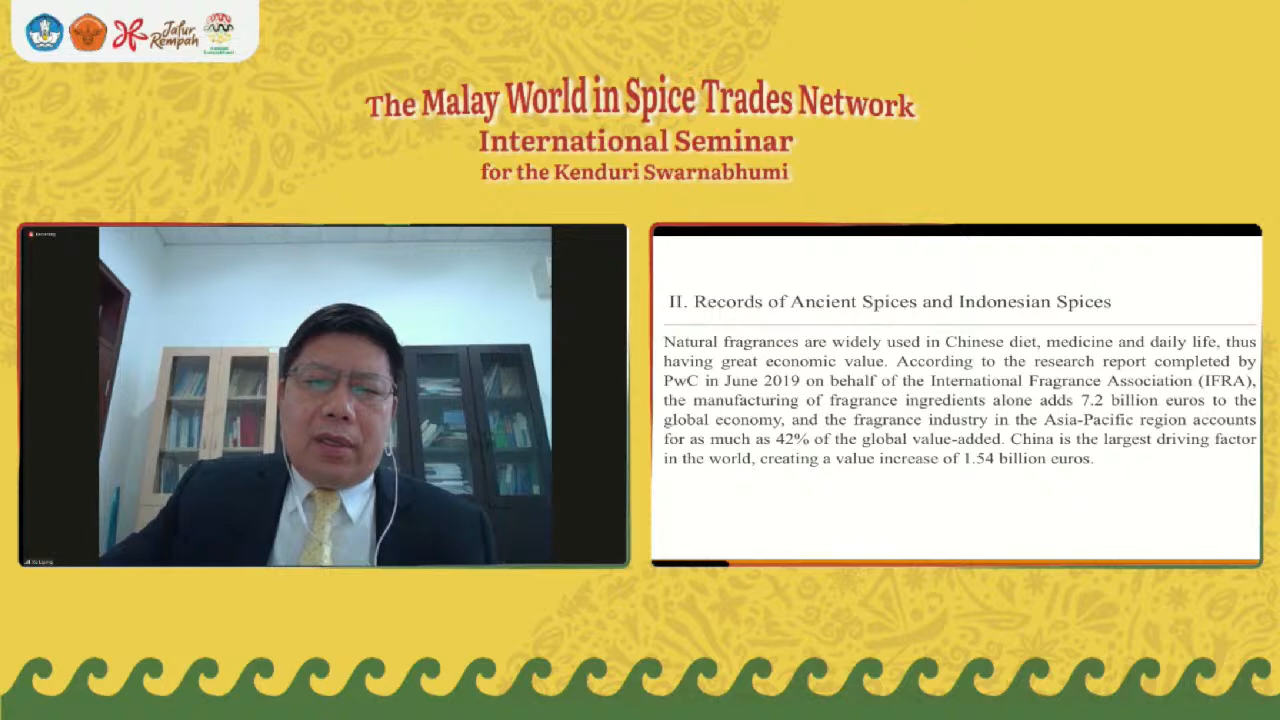 Jalur
Rempah
The Malay World in Spice Trades Network
International Seminar
for the Kenduri Swarnabhumi
Recording
II. Records of Ancient Spices and Indonesian Spices
Natural fragrances are widely used in Chinese diet, medicine and daily life, thus
having great economic value. According to the research report completed by
PwC in June 2019 on behalf of the International Fragrance Association (IFRA),
the manufacturing of fragrance ingredients alone adds 7.2 billion euros to the
global economy, and the fragrance industry in the Asia-Pacific region accounts
for as much as 42% of the global value-added. China is the largest driving factor
in the world, creating a value increase of 1.54 billion euros.